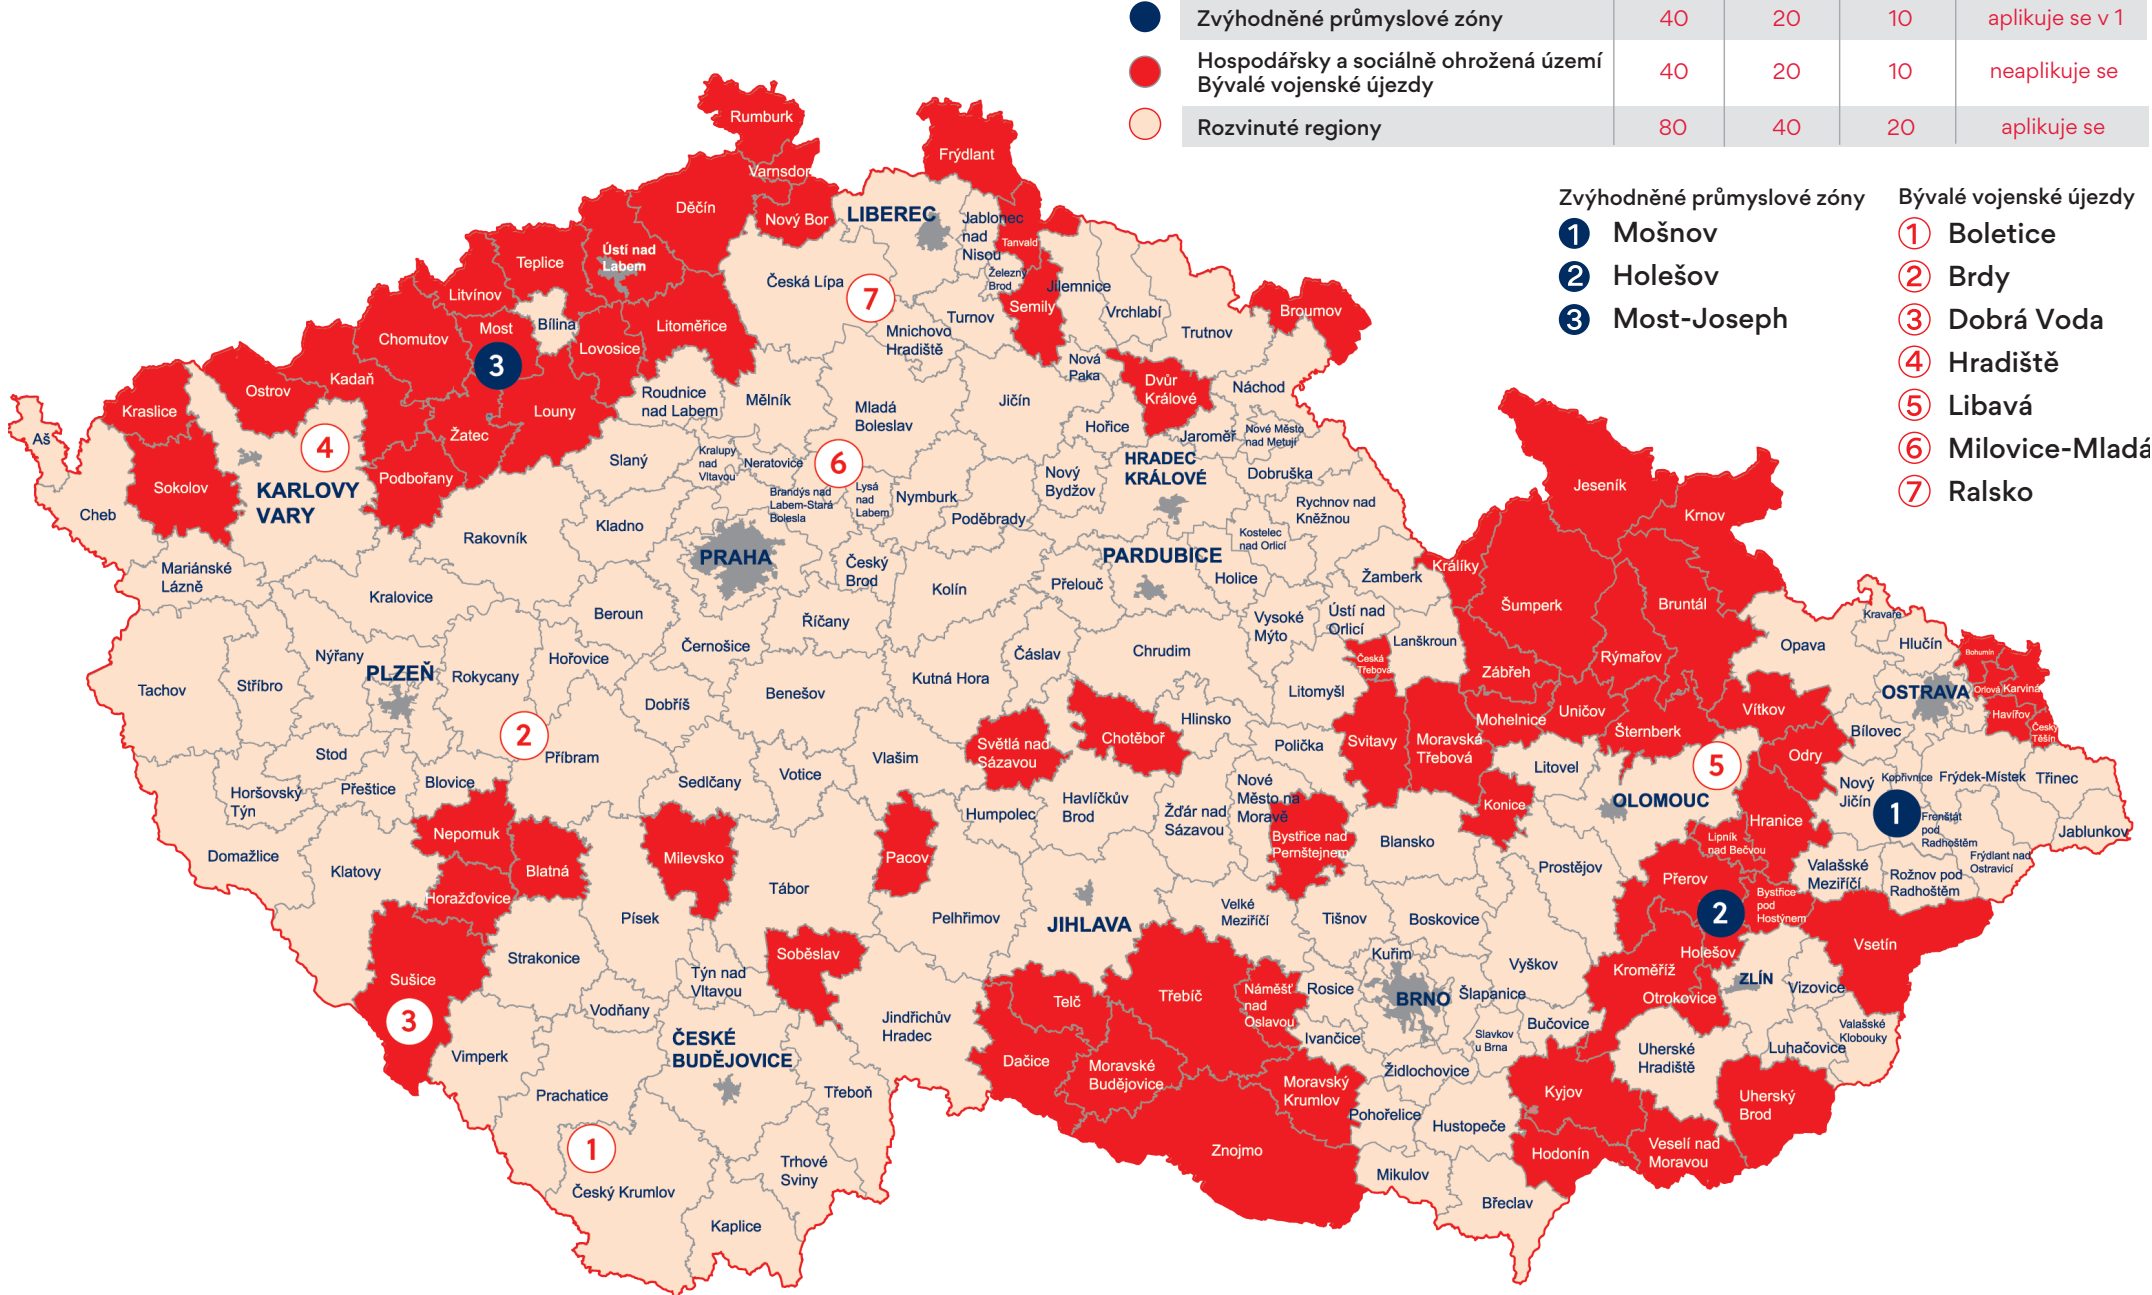 Zvýhodněné průmyslové zóny 40 20 10 aplikuje se v 1
Hospodářsky a sociálně ohrožená území
Bývalé vojenské újezdy
40 20 10 neaplikuje se
Rozvinuté regiony 80 40 20 aplikuje se
Zvýhodněné průmyslové zóny
1 Mošnov
2 Holešov
3 Most-Joseph
Bývalé vojenské újezdy
1 Boletice
2 Brdy
3 Dobrá Voda
4 Hradiště
5 Libavá
6 Milovice-Mladá
7 Ralsko
Rumburk
Varnsdor
Frýdlant
Děčín
Nový Bor
LIBEREC
Jablonec
nad
Nisou
Tanvald
Ústí nad
Labem
Teplice
Česká Lípa
7
Železný
Brod
Jilemnice
Litvínov
Semily
Vrchlabí
Broumov
Most
Bílina
Litoměřice
Turnov
Trutnov
Chomutov
Mnichovo
Hradiště
Lovosice
3
Nová
Paka
Kadaň
Ostrov
Dvůr
Králové
Náchod
Roudnice
nad Labem
Mělník
Jičín
Kraslice
Louny
Mladá
Boleslav
Hořice
Aš
4
Žatec
Jaroměř
Nové Město
nad Metují
Slaný
Kralupy
nad
Vltavou
Neratovice
6
HRADEC
KRÁLOVÉ
Dobruška
Sokolov
KARLOVY
VARY
Podbořany
Nový
Bydžov
Jeseník
Brandýs nad
Labem-Stará
Bolesla
Lysá
nad
Labem
Nymburk
Rychnov nad
Kněžnou
Krnov
Cheb
Kladno
Poděbrady
Rakovník
Kostelec
nad Orlicí
PRAHA
PARDUBICE
Mariánské
Lázně
Český
Brod
Králíky
Kolín
Přelouč
Holice
Žamberk
Kralovice
Šumperk
Bruntál
Beroun
Říčany
Vysoké
Mýto
Ústí nad
Orlicí
Kravaře
Lanškroun
Černošice
Opava
Hlučín
Nýřany
PLZEŇ
Hořovice
Čáslav
Chrudim
Česká
Třebová
Rýmařov
Bohumín
Rokycany
Kutná Hora
Zábřeh
Tachov
Stříbro
Benešov
Litomyšl
OSTRAVA
Orlová
Karviná
Dobříš
Vítkov
Havířov
2
Hlinsko
Mohelnice
Uničov
Šternberk
Český
Těšín
Světlá nad
Sázavou
Chotěboř
Svitavy
Moravská
Třebová
Bílovec
Stod
Příbram
Vlašim
Polička
Odry
5
Litovel
Sedlčany
Votice
Blovice
Přeštice
Horšovský
Týn
Nové
Město na
Moravě
Nový
Jičín
Kopřivnice
Frýdek-Místek
Třinec
Havlíčkův
Brod
Konice
OLOMOUC
Humpolec
Žďár nad
Sázavou
1
Frenštát
pod
Radhoštěm
Nepomuk
Hranice
Jablunkov
Bystřice nad
Pernštejnem
Blansko
Lipník
nad Bečvou
Domažlice
Klatovy
Blatná
Milevsko
Pacov
Frýdlant nad
Ostravicí
Prostějov
Valašské
Meziříčí
Rožnov pod
Radhoštěm
Přerov
Tábor
Horažďovice
Bystřice
pod
Hostýnem
Písek
Pelhřimov
JIHLAVA
Velké
Meziříčí
Tišnov
Boskovice
2
Vsetín
Strakonice
Soběslav
Kuřim
Holešov
Sušice
Týn nad
Vltavou
Vyškov
Kroměříž
ZLÍN
Vizovice
Telč
Třebíč
Náměšť
nad
Oslavou
Rosice
BRNO
Šlapanice
Otrokovice
3
Vodňany
Jindřichův
Hradec
Bučovice
Valašské
Klobouky
Ivančice
Slavkov
u Brna
ČESKÉ
BUDĚJOVICE
Luhačovice
Vimperk
Dačice
Uherské
Hradiště
Moravské
Budějovice
Židlochovice
Prachatice
Třeboň
Moravský
Krumlov
Kyjov
Uherský
Brod
Pohořelice
Hustopeče
1
Znojmo
Hodonín
Veselí nad
Moravou
Trhové
Sviny
Mikulov
Český Krumlov
Břeclav
Kaplice